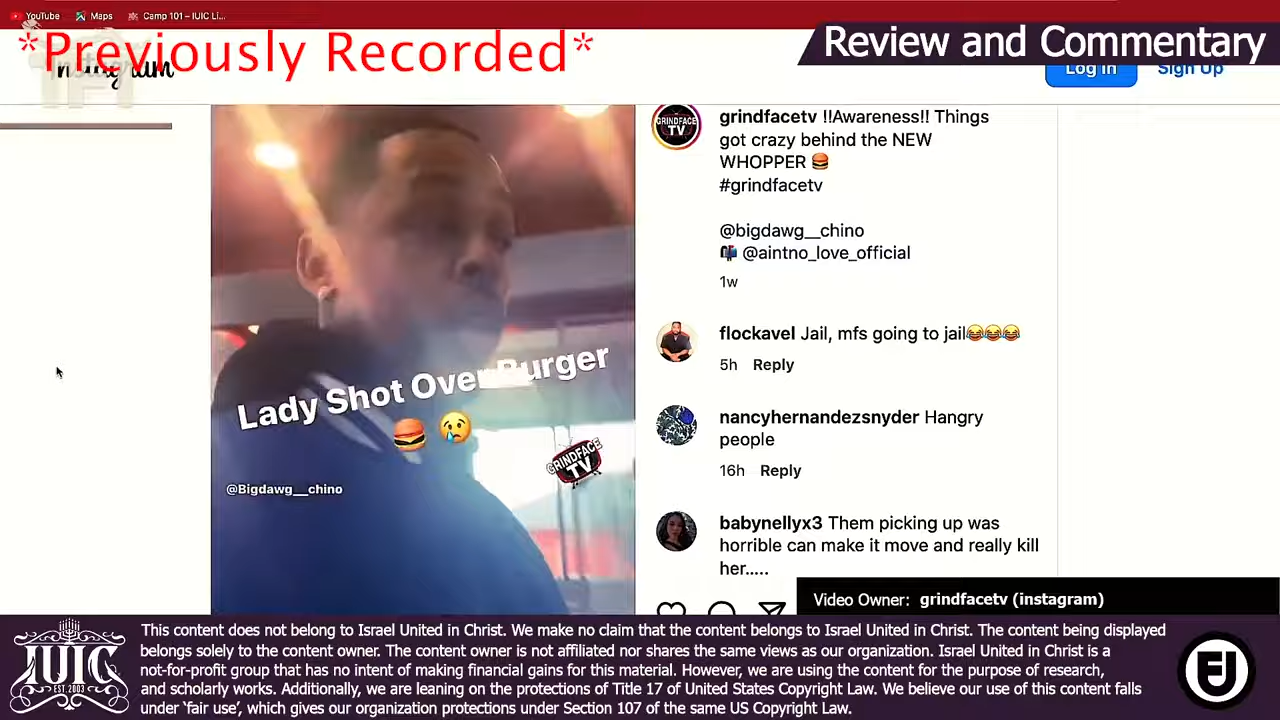 YouTube
Maps
Camp 101 – IUIC Li...
*Previously Recorded*
Review and Commentary
Instagram
Log In
Sign Up
grindfacetv !!Awareness!! Things
got crazy behind the NEW
WHOPPER 🍔
#grindfacetv
@bigdawg__chino
📬 @aintno_love_official
1w
flockavel Jail, mfs going to jail😂😂😂
5h Reply
nancyhernandezsnyder Hangry
people
16h Reply
babynellyx3 Them picking up was
horrible can make it move and really kill
her.....
GRINDFACE
TV
Lady Shot Over Burger
🍔 😢
GRINDFACE
TV
@Bigdawg__chino
Video Owner: grindfacetv (instagram)
IUIC
EST. 2003
This content does not belong to Israel United in Christ. We make no claim that the content belongs to Israel United in Christ. The content being displayed
belongs solely to the content owner. The content owner is not affiliated nor shares the same views as our organization. Israel United in Christ is a
not-for-profit group that has no intent of making financial gains for this material. However, we are using the content for the purpose of research,
and scholarly works. Additionally, we are leaning on the protections of Title 17 of United States Copyright Law. We believe our use of this content falls
under ‘fair use’, which gives our organization protections under Section 107 of the same US Copyright Law.